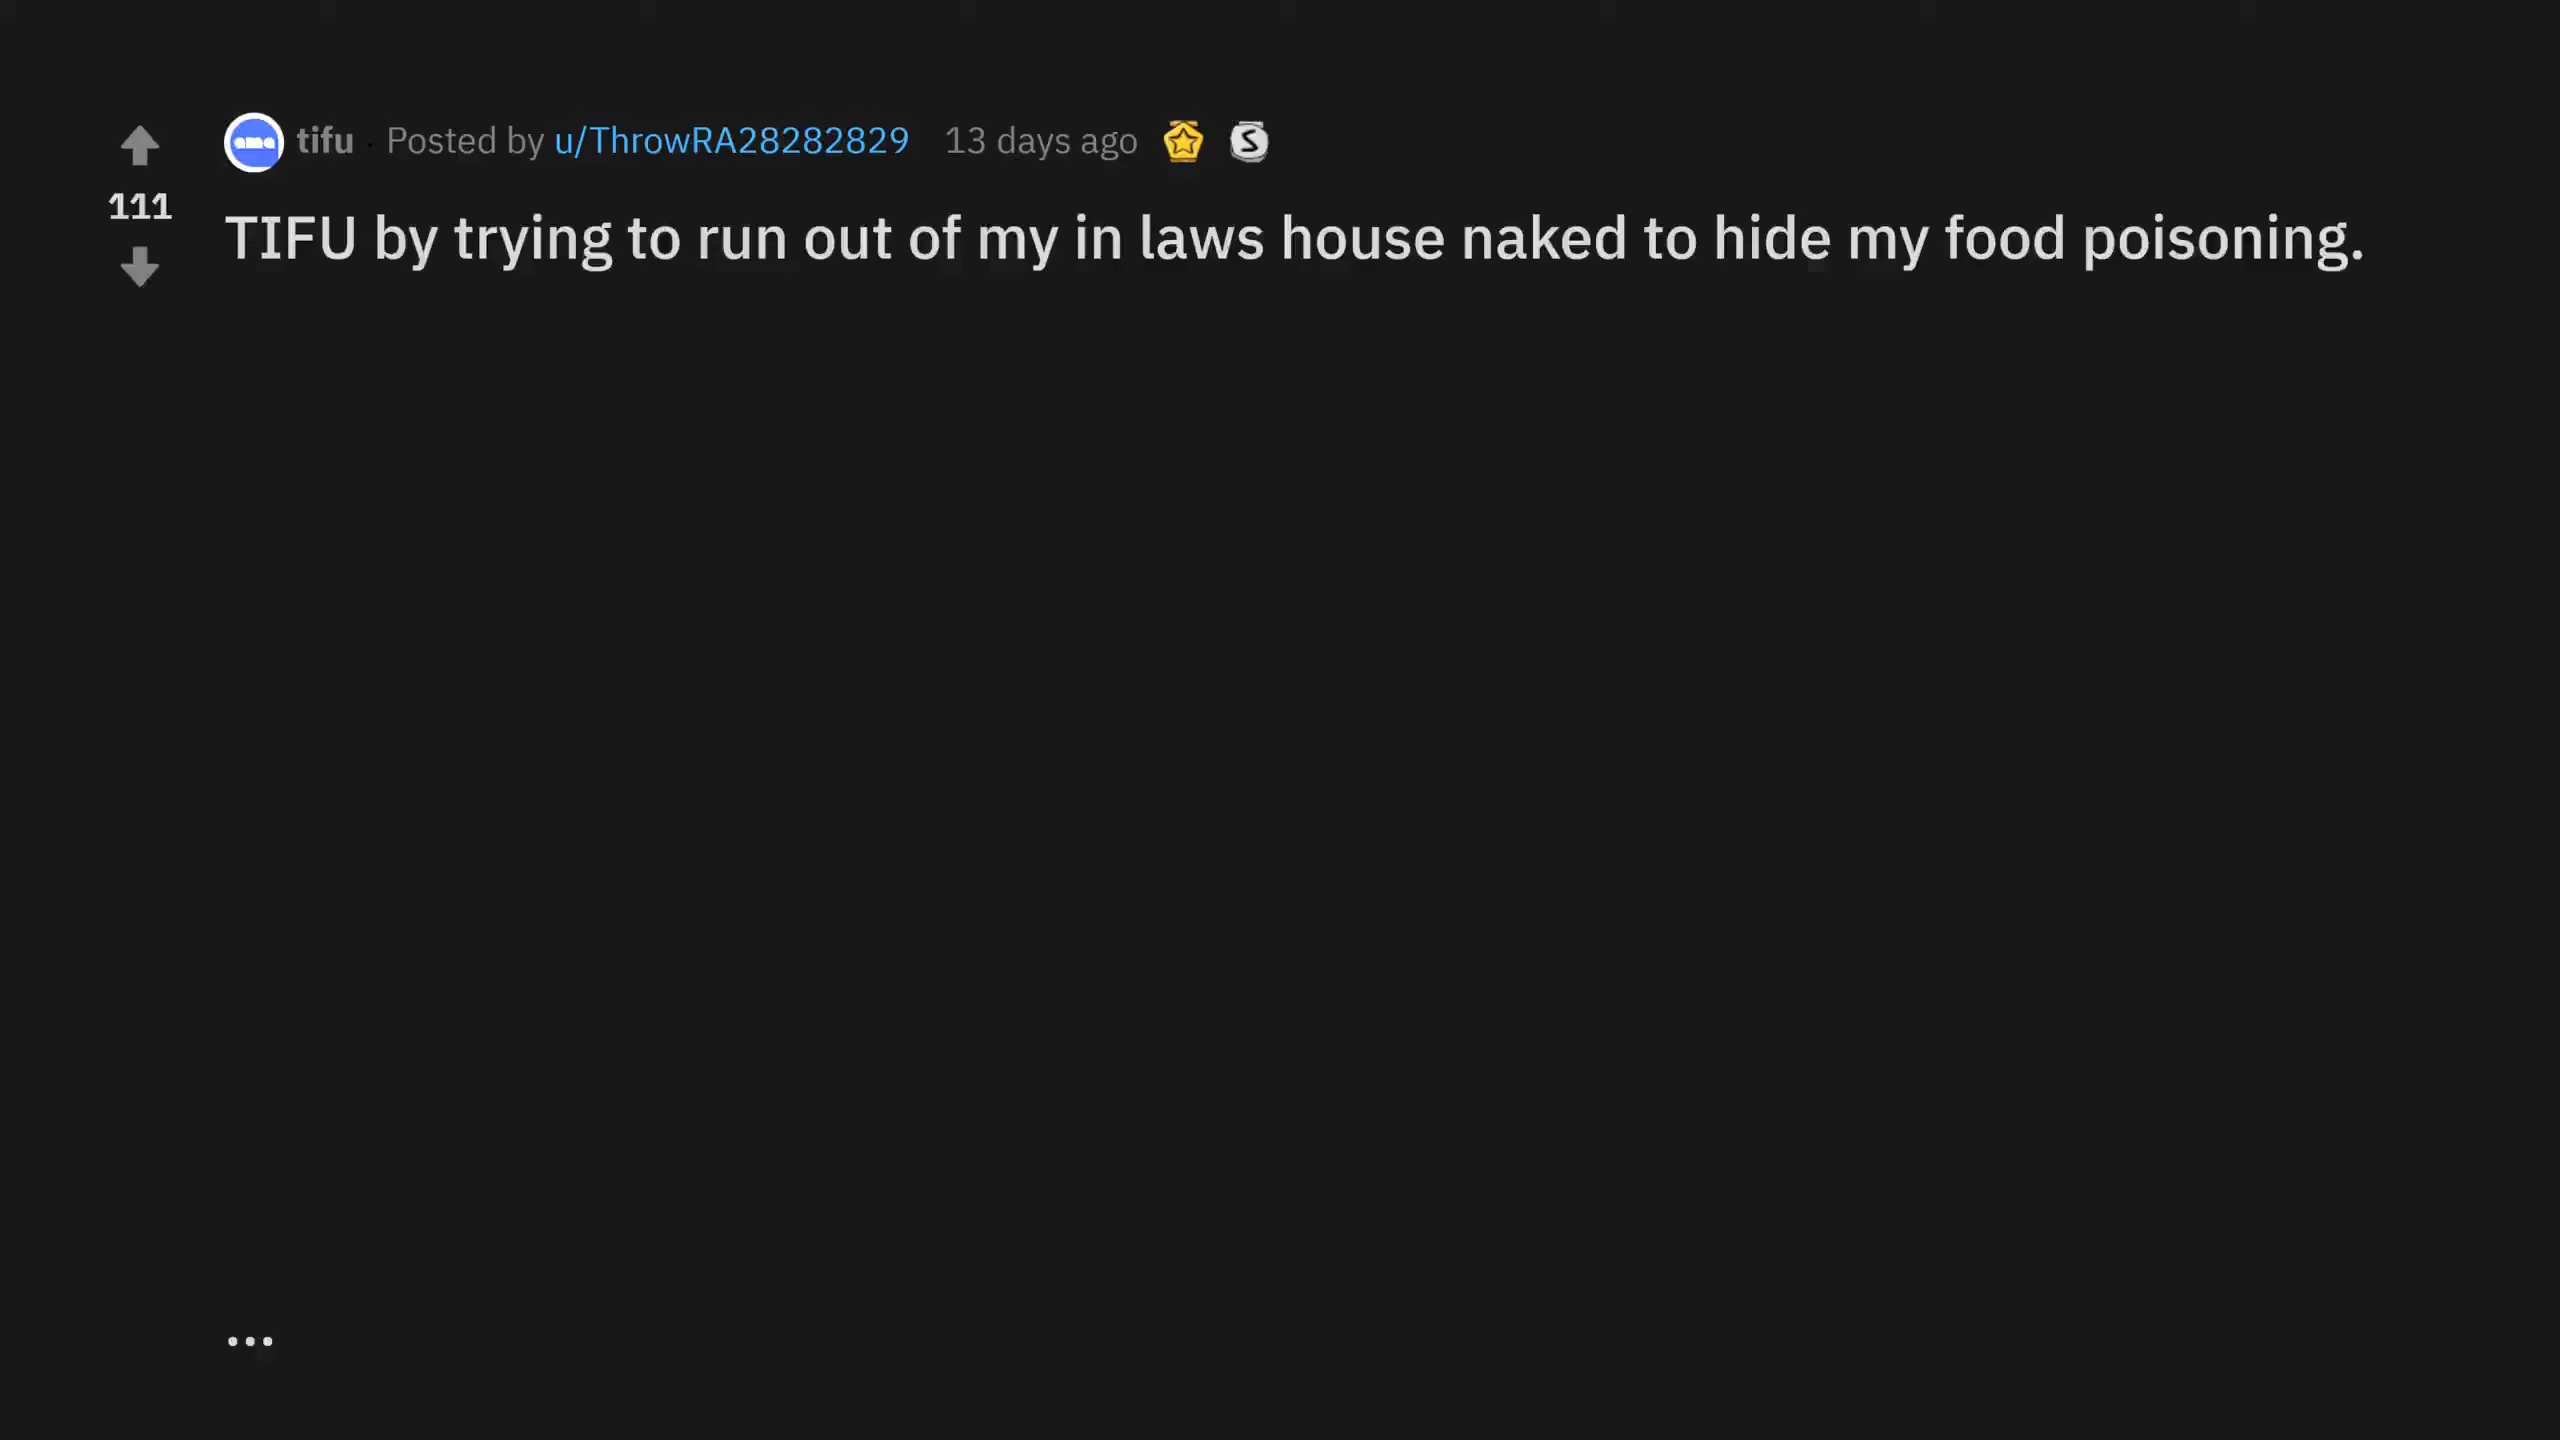 ama tifu · Posted by u/ThrowRA28282829 13 days ago S
111
TIFU by trying to run out of my in laws house naked to hide my food poisoning.
...